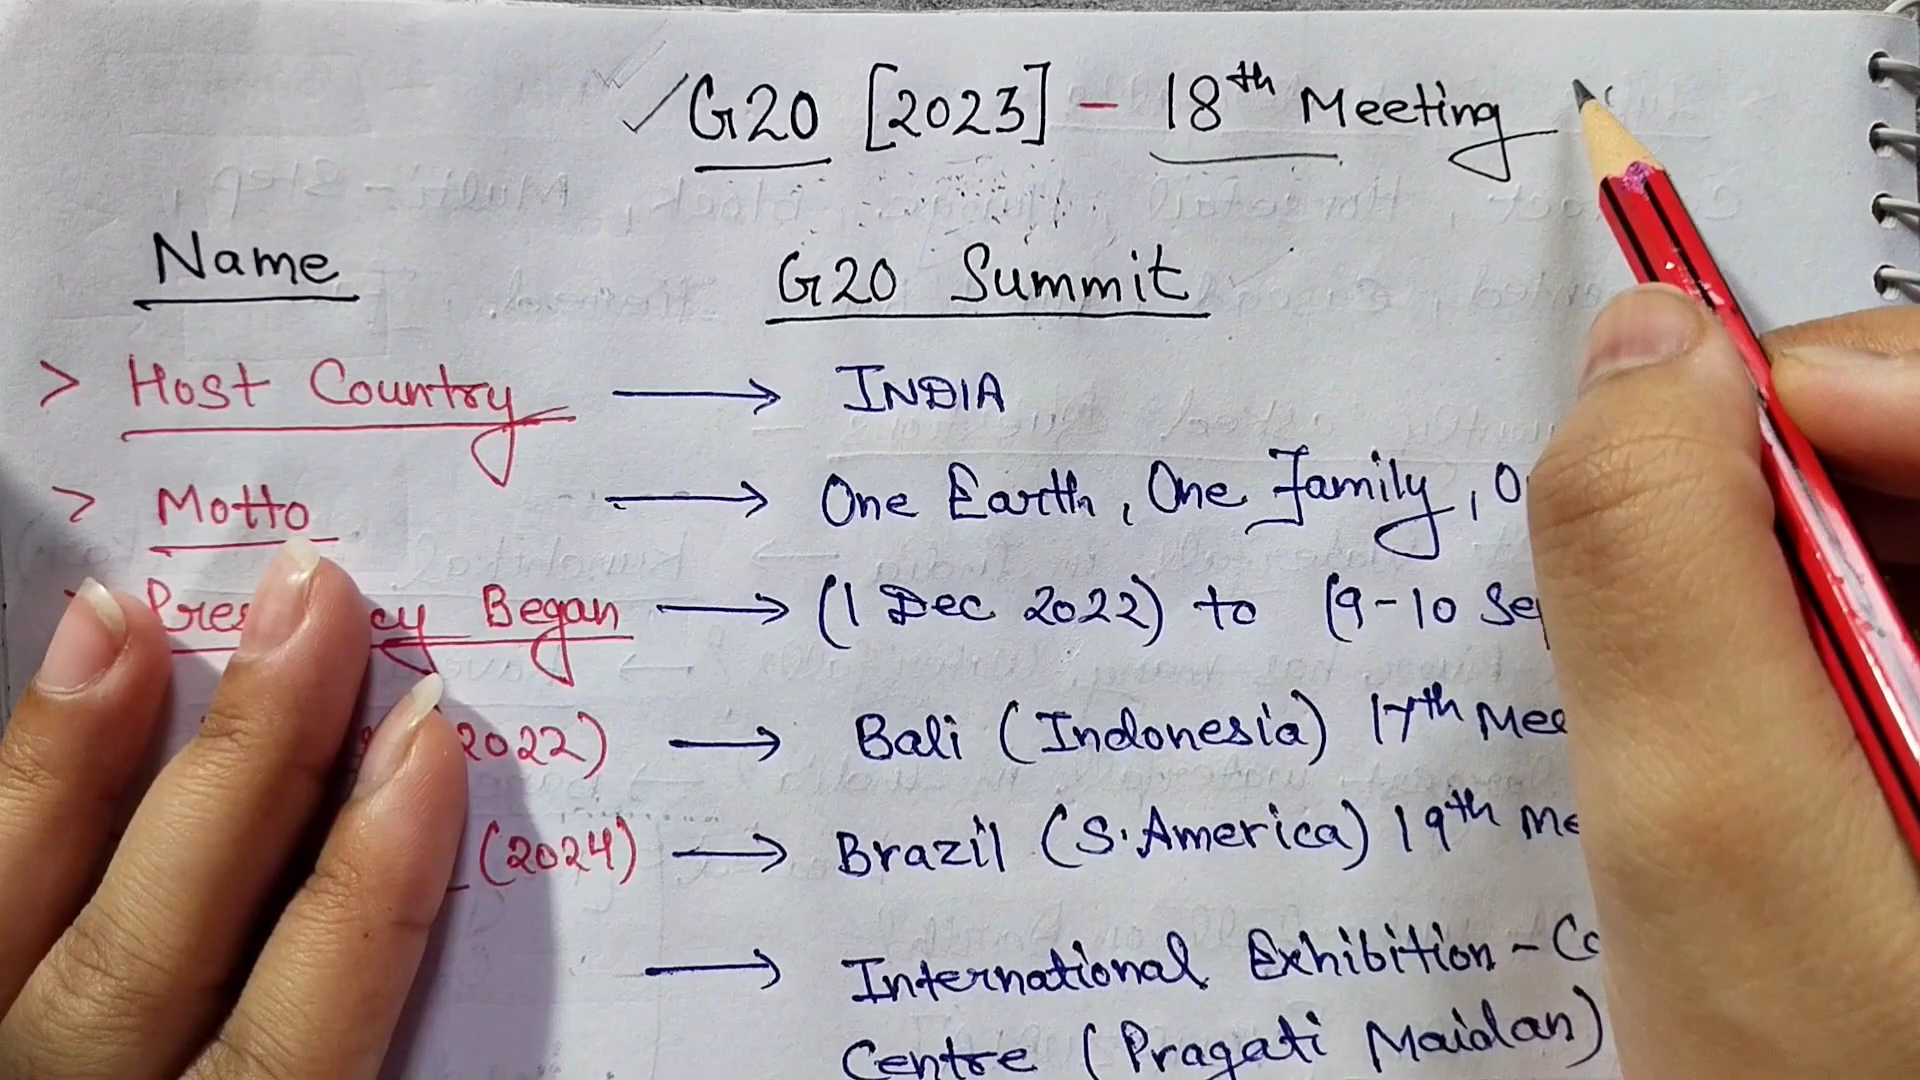 G20 [2023] - 18th Meeting
Name G20 Summit
> Host Country → INDIA
> Motto → One Earth, One Family,
Began → (1 Dec 2022) to (9-10
2022) → Bali (Indonesia) 17th
(2024) → Brazil (S. America) 19th
→ International Exhibition -
Centre (Pragati Maidan)